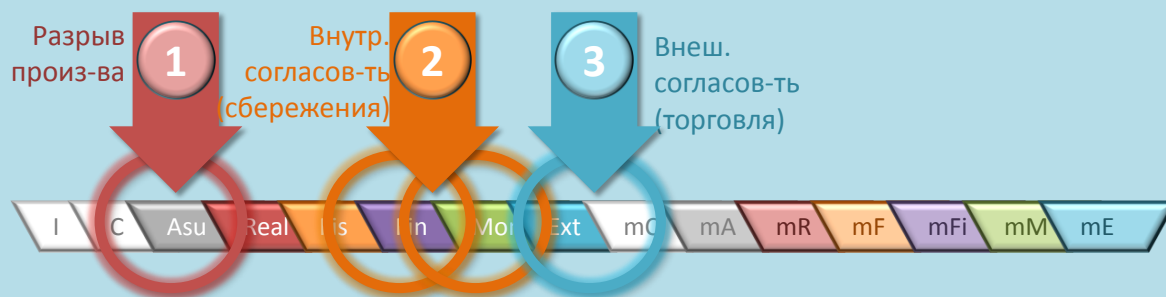 Разрыв
произ-ва
1
Внутр.
согласов-ть
(сбережения)
2
3
Внеш.
согласов-ть
(торговля)
I
C
Asu
Real
Fis
Fin
Mon
Ext
mC
mA
mR
mF
mFi
mM
mE